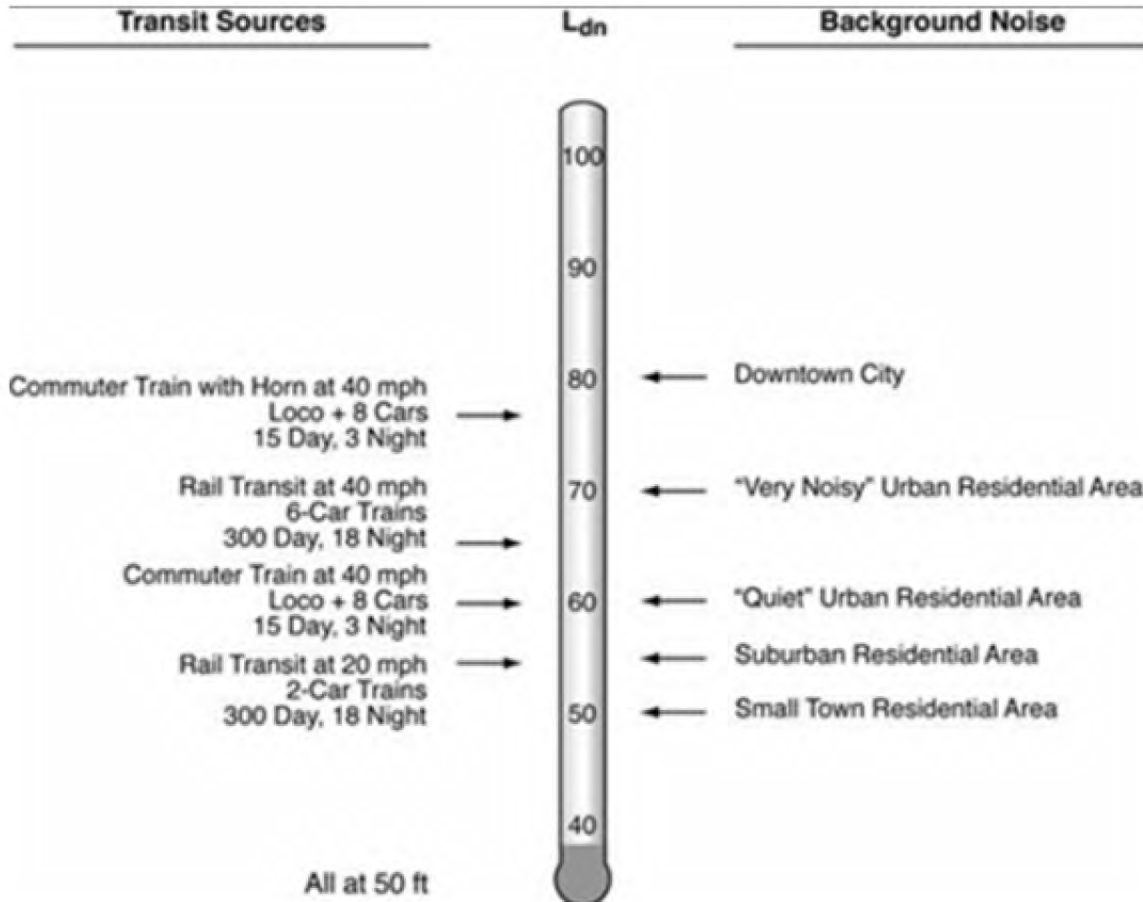 Transit Sources
Ldn
Background Noise
100
90
80
70
60
50
40
Commuter Train with Horn at 40 mph
Loco + 8 Cars
15 Day, 3 Night
Rail Transit at 40 mph
6-Car Trains
300 Day, 18 Night
Commuter Train at 40 mph
Loco + 8 Cars
15 Day, 3 Night
Rail Transit at 20 mph
2-Car Trains
300 Day, 18 Night
All at 50 ft
Downtown City
“Very Noisy” Urban Residential Area
“Quiet” Urban Residential Area
Suburban Residential Area
Small Town Residential Area